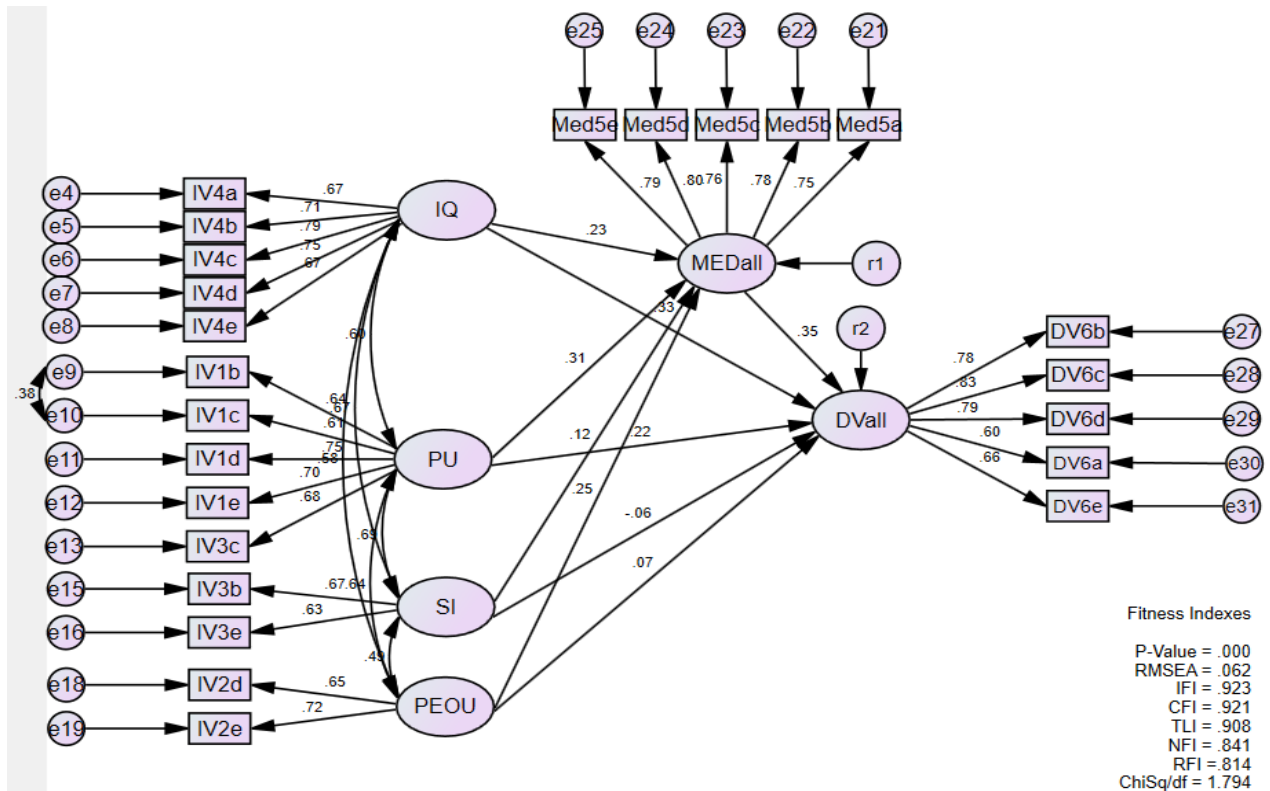 e25 e24 e23 e22 e21
Med5e Med5d Med5c Med5b Med5a
.79 .80 .76 .78 .75
e4 IV4a .67
e5 IV4b .71
e6 IV4c .79
e7 IV4d .75
e8 IV4e .67
IQ
.23
MEDall
r1
.60
.33
.35
r2
.31
e9 IV1b
.38
e10 IV1c
e11 IV1d
e12 IV1e
e13 IV3c
.64
.67
.61
.75
.58
.70
.68
PU
.12
.22
DVall
.25
-.06
.07
.78 DV6b e27
.83 DV6c e28
.79 DV6d e29
.60 DV6a e30
.66 DV6e e31
.69
e15 IV3b .67 .64
e16 IV3e .63
SI
.49
e18 IV2d .65
e19 IV2e .72
PEOU
Fitness Indexes
P-Value = .000
RMSEA = .062
IFI = .923
CFI = .921
TLI = .908
NFI = .841
RFI =.814
ChiSq/df = 1.794